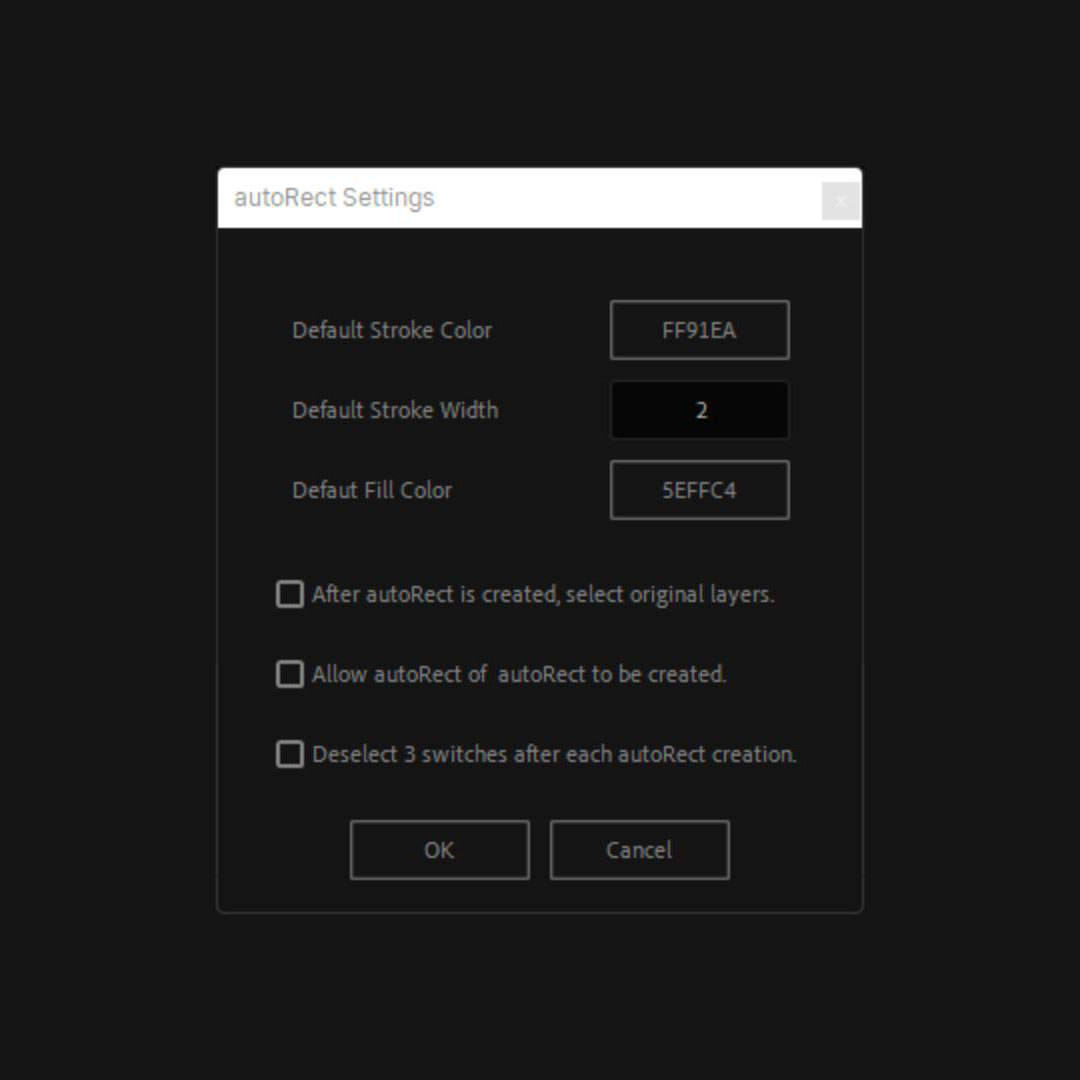 autoRect Settings
x
Default Stroke Color
FF91EA
Default Stroke Width
2
Defaut Fill Color
5EFFC4
After autoRect is created, select original layers.
Allow autoRect of  autoRect to be created.
Deselect 3 switches after each autoRect creation.
OK
Cancel